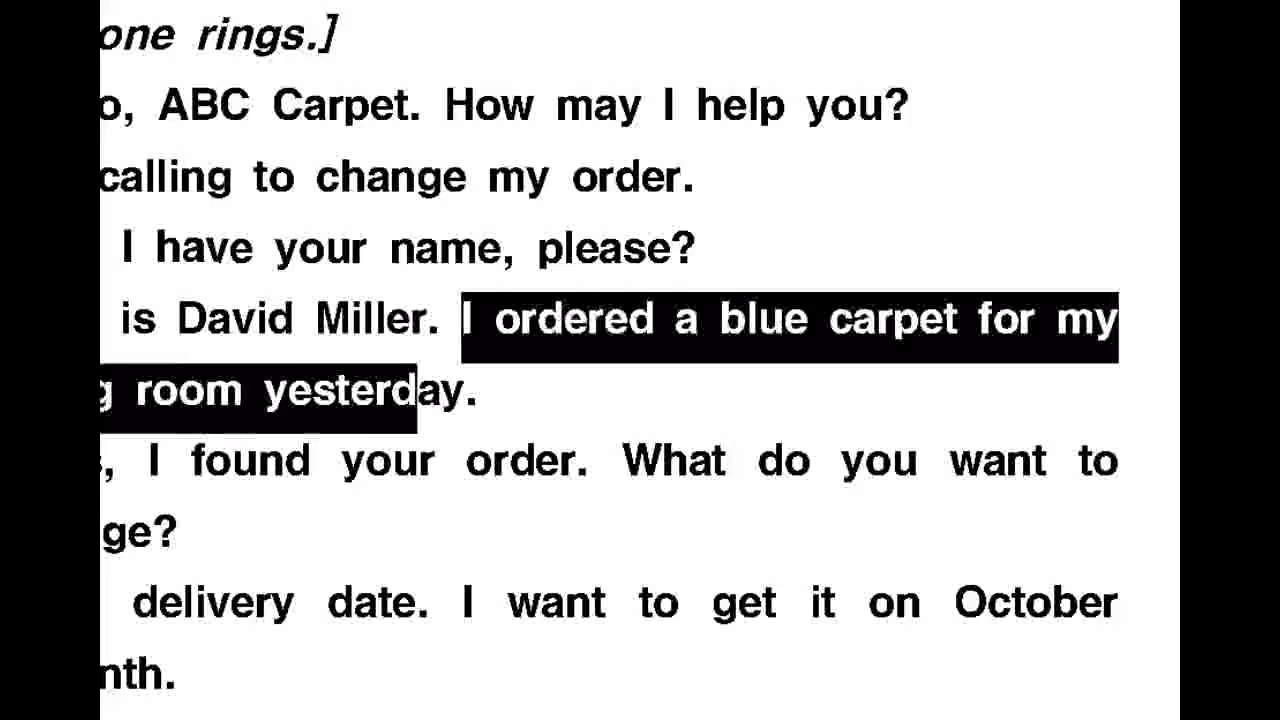 one rings.]
o, ABC Carpet. How may I help you?
calling to change my order.
I have your name, please?
is David Miller. I ordered a blue carpet for my
g room yesterday.
, I found your order. What do you want to
ge?
delivery date. I want to get it on October
nth.